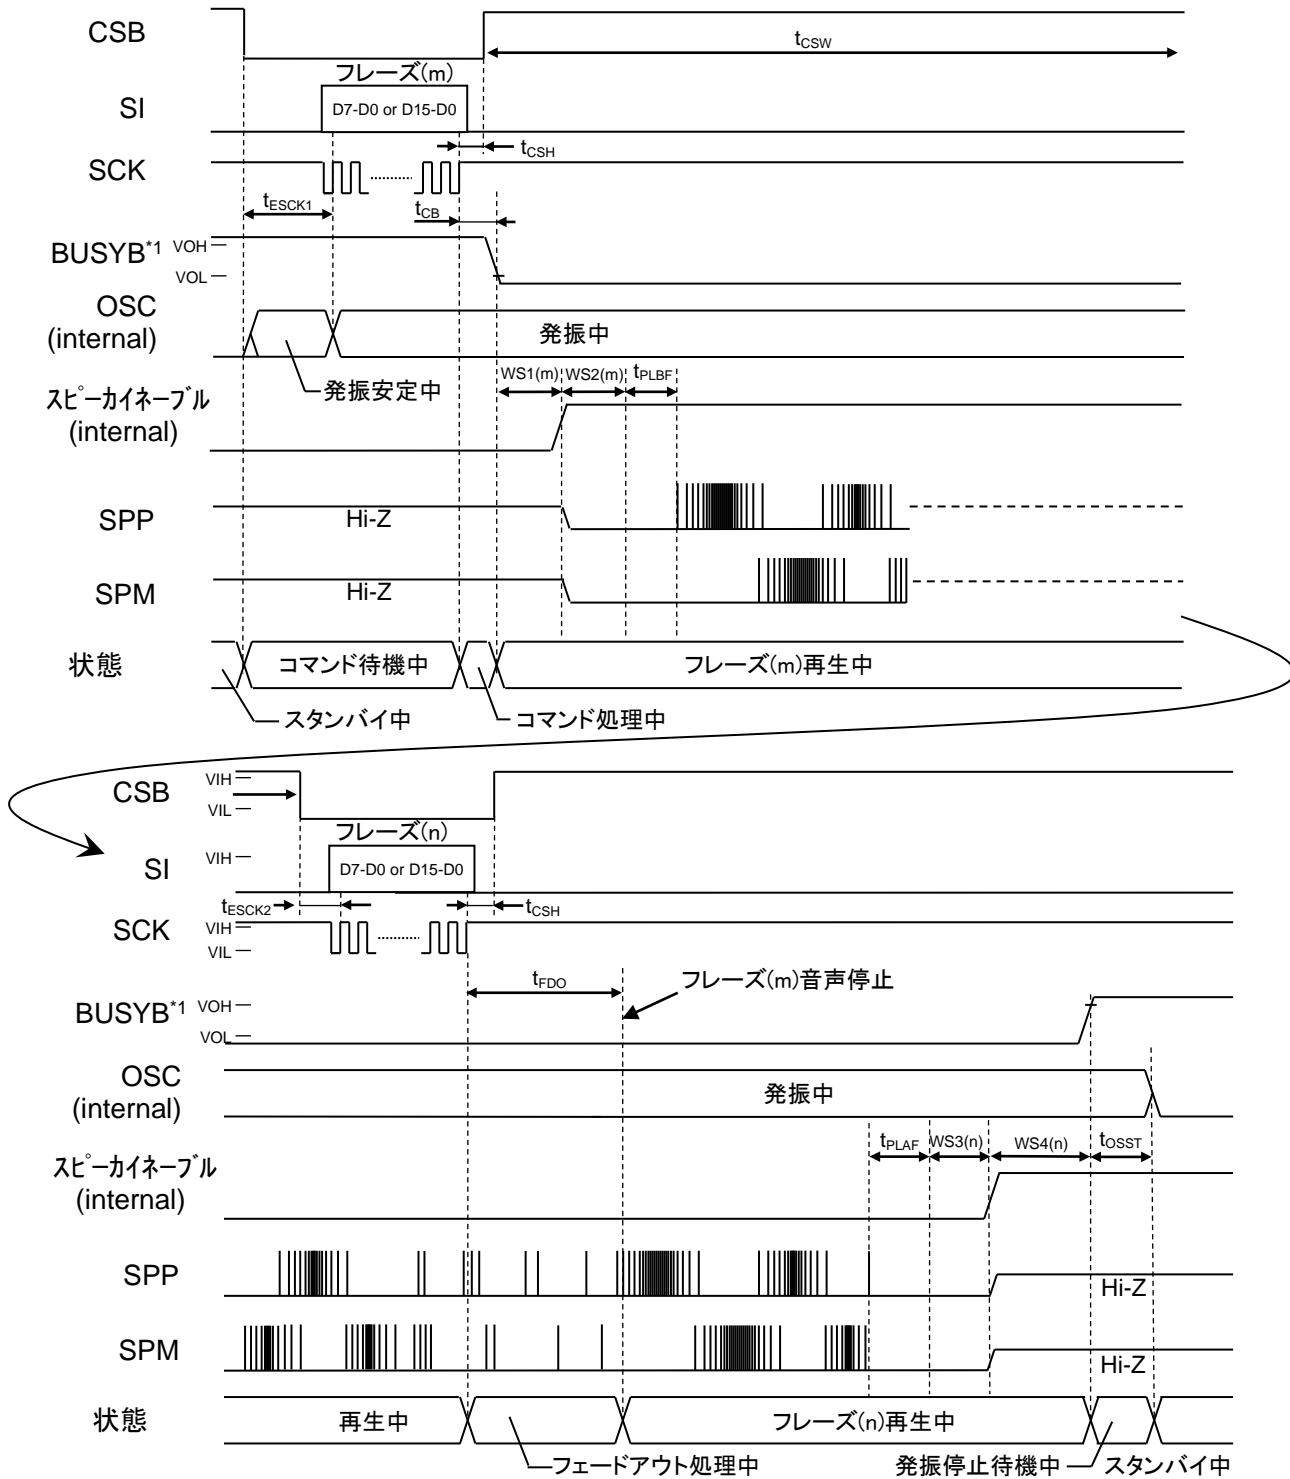 CSB
tCSW
フレーズ(m)
SI
D7-D0 or D15-D0
tCSH
SCK
tESCK1
tCB
BUSYB*1
VOH
VOL
OSC
(internal)
発振中
発振安定中
WS1(m)
WS2(m)
tPLBF
スピーカイネーブル
(internal)
SPP
Hi-Z
SPM
Hi-Z
状態
コマンド待機中
フレーズ(m)再生中
スタンバイ中
コマンド処理中
CSB
VIH
VIL
フレーズ(n)
SI
VIH
D7-D0 or D15-D0
tESCK2
tCSH
SCK
VIH
VIL
tFDO
フレーズ(m)音声停止
BUSYB*1
VOH
VOL
OSC
(internal)
発振中
tPLAF
WS3(n)
WS4(n)
tOSST
スピーカイネーブル
(internal)
SPP
Hi-Z
SPM
Hi-Z
状態
再生中
フレーズ(n)再生中
フェードアウト処理中
発振停止待機中
スタンバイ中